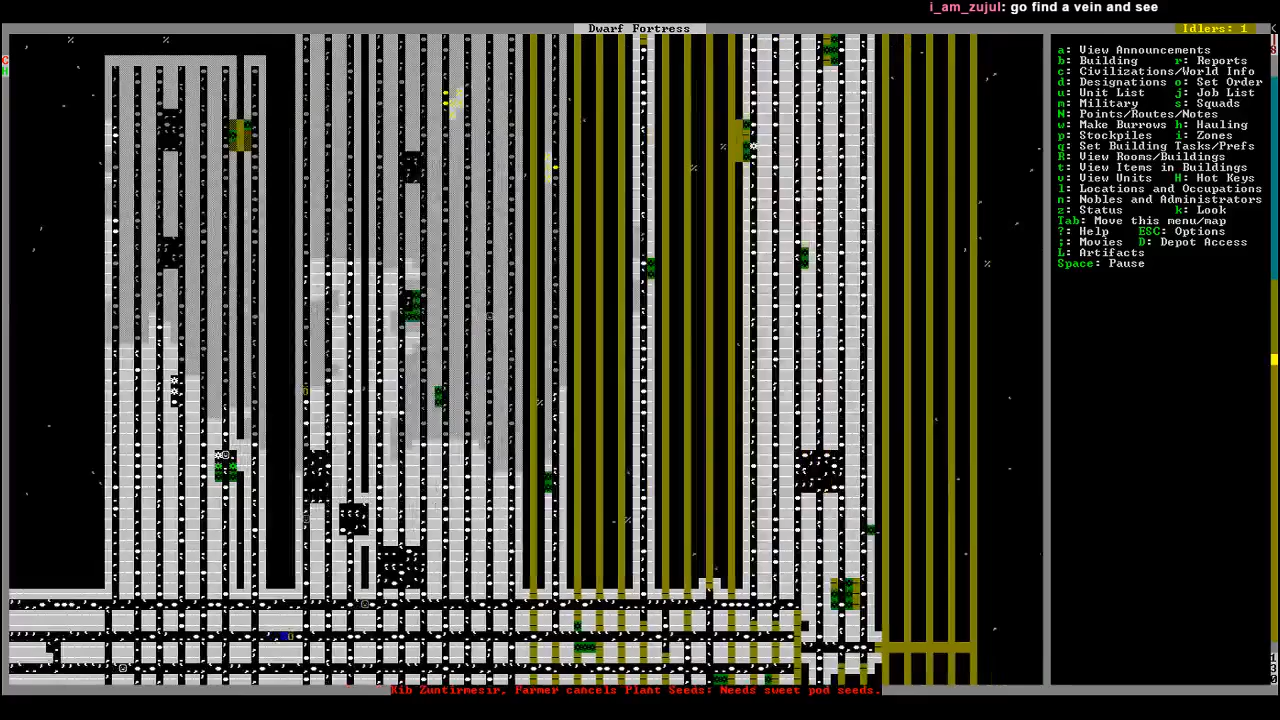 i_am_zujul: go find a vein and see
Dwarf Fortress
Idlers: 1
a: View Announcements
b: Building r: Reports
c: Civilizations/World Info
d: Designations o: Set Order
u: Unit List j: Job List
m: Military s: Squads
N: Points/Routes/Notes
w: Make Burrows h: Hauling
p: Stockpiles i: Zones
q: Set Building Tasks/Prefs
R: View Rooms/Buildings
t: View Items in Buildings
v: View Units H: Hot Keys
l: Locations and Occupations
n: Nobles and Administrators
z: Status k: Look
Tab: Move this menu/map
?: Help ESC: Options
;: Movies D: Depot Access
L: Artifacts
Space: Pause
Rib Zuntirmesir, Farmer cancels Plant Seeds: Needs sweet pod seeds.